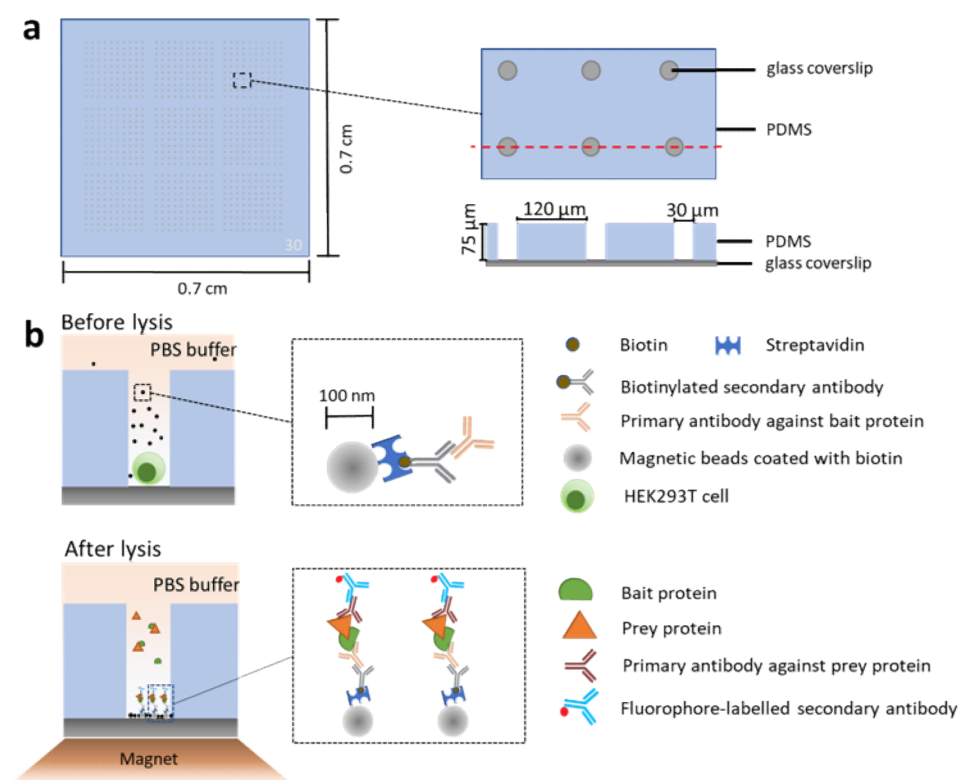 a
30
0.7 cm
0.7 cm
glass coverslip
PDMS
120 µm
30 µm
75 µm
PDMS
glass coverslip
b
Before lysis
PBS buffer
100 nm
Biotin
Streptavidin
Biotinylated secondary antibody
Primary antibody against bait protein
Magnetic beads coated with biotin
HEK293T cell
After lysis
PBS buffer
Magnet
Bait protein
Prey protein
Primary antibody against prey protein
Fluorophore-labelled secondary antibody